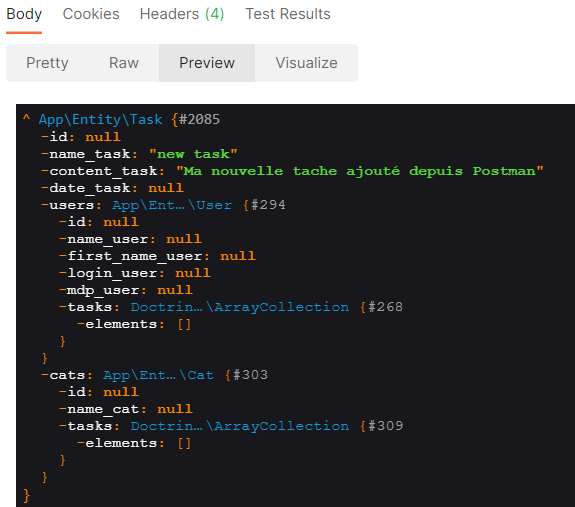 Body Cookies Headers (4) Test Results
Pretty Raw Preview Visualize
^ App\Entity\Task {#2085
-id: null
-name_task: "new task"
-content_task: "Ma nouvelle tache ajouté depuis Postman"
-date_task: null
-users: App\Ent…\User {#294
-id: null
-name_user: null
-first_name_user: null
-login_user: null
-mdp_user: null
-tasks: Doctrin…\ArrayCollection {#268
-elements: []
}
}
-cats: App\Ent…\Cat {#303
-id: null
-name_cat: null
-tasks: Doctrin…\ArrayCollection {#309
-elements: []
}
}
}